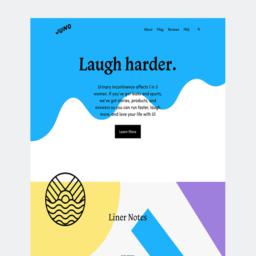 JUNO
About Blog Reviews FAQ
Laugh harder.
Urinary incontinence affects 1 in 3
women. If you've got leaks and spurts,
we've got stories, products, and
answers so you can run faster, laugh
more, and love your life with LBL
Learn More
Liner Notes